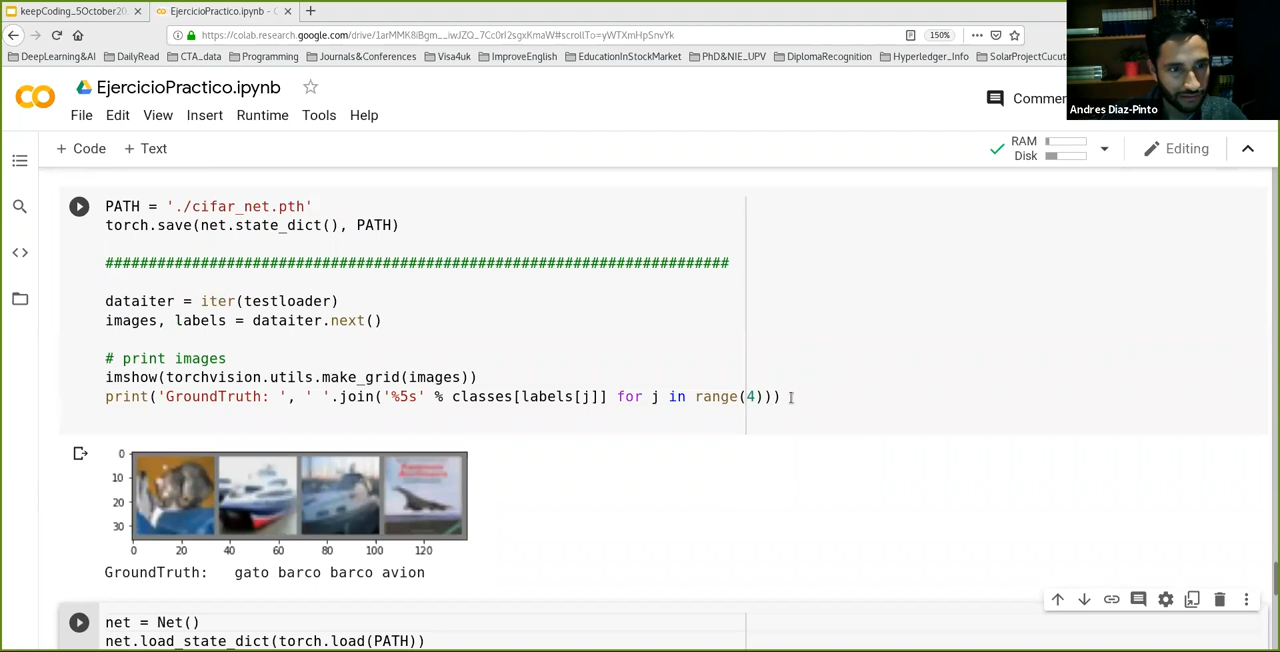 keepCoding_5October20
EjercicioPractico.ipynb - C
https://colab.research.google.com/drive/1arMMK8iBgm__iwJZQ_7Cc0rI2sgxKmaW#scrollTo=yWTXmHpSnvYk
150%
DeepLearning&AI DailyRead CTA_data Programming Journals&Conferences Visa4uk ImproveEnglish EducationInStockMarket PhD&NIE_UPV DiplomaRecognition Hyperledger_Info SolarProjectCucut
Andres Diaz-Pinto
CO EjercicioPractico.ipynb
File Edit View Insert Runtime Tools Help
Commen
+ Code + Text
RAM
Disk
Editing
PATH = './cifar_net.pth'
torch.save(net.state_dict(), PATH)
########################################################################
dataiter = iter(testloader)
images, labels = dataiter.next()
# print images
imshow(torchvision.utils.make_grid(images))
print('GroundTruth: ', ' '.join('%5s' % classes[labels[j]] for j in range(4)))
0
10
20
30
0 20 40 60 80 100 120
GroundTruth: gato barco barco avion
net = Net()
net.load_state_dict(torch.load(PATH))